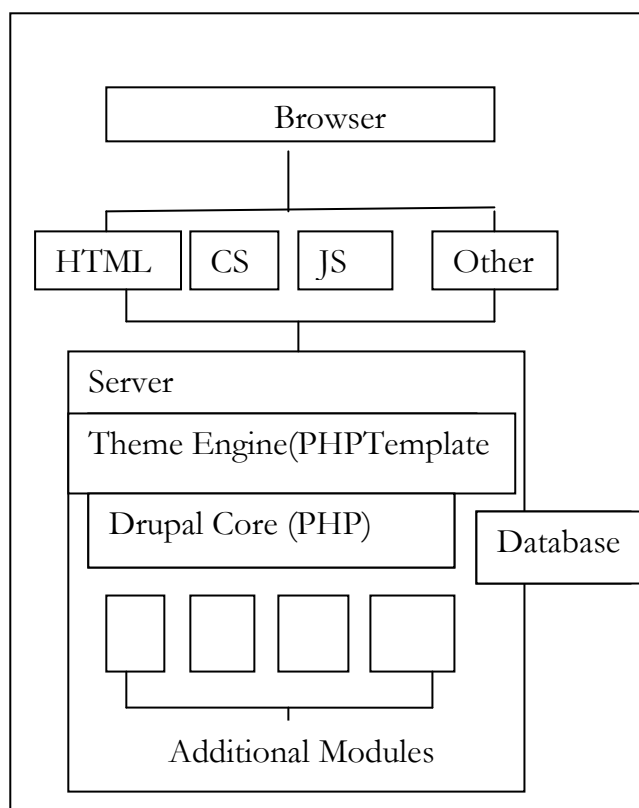 Browser
HTML CS JS Other
Server
Theme Engine(PHPTemplate
Drupal Core (PHP)
Database
Additional Modules